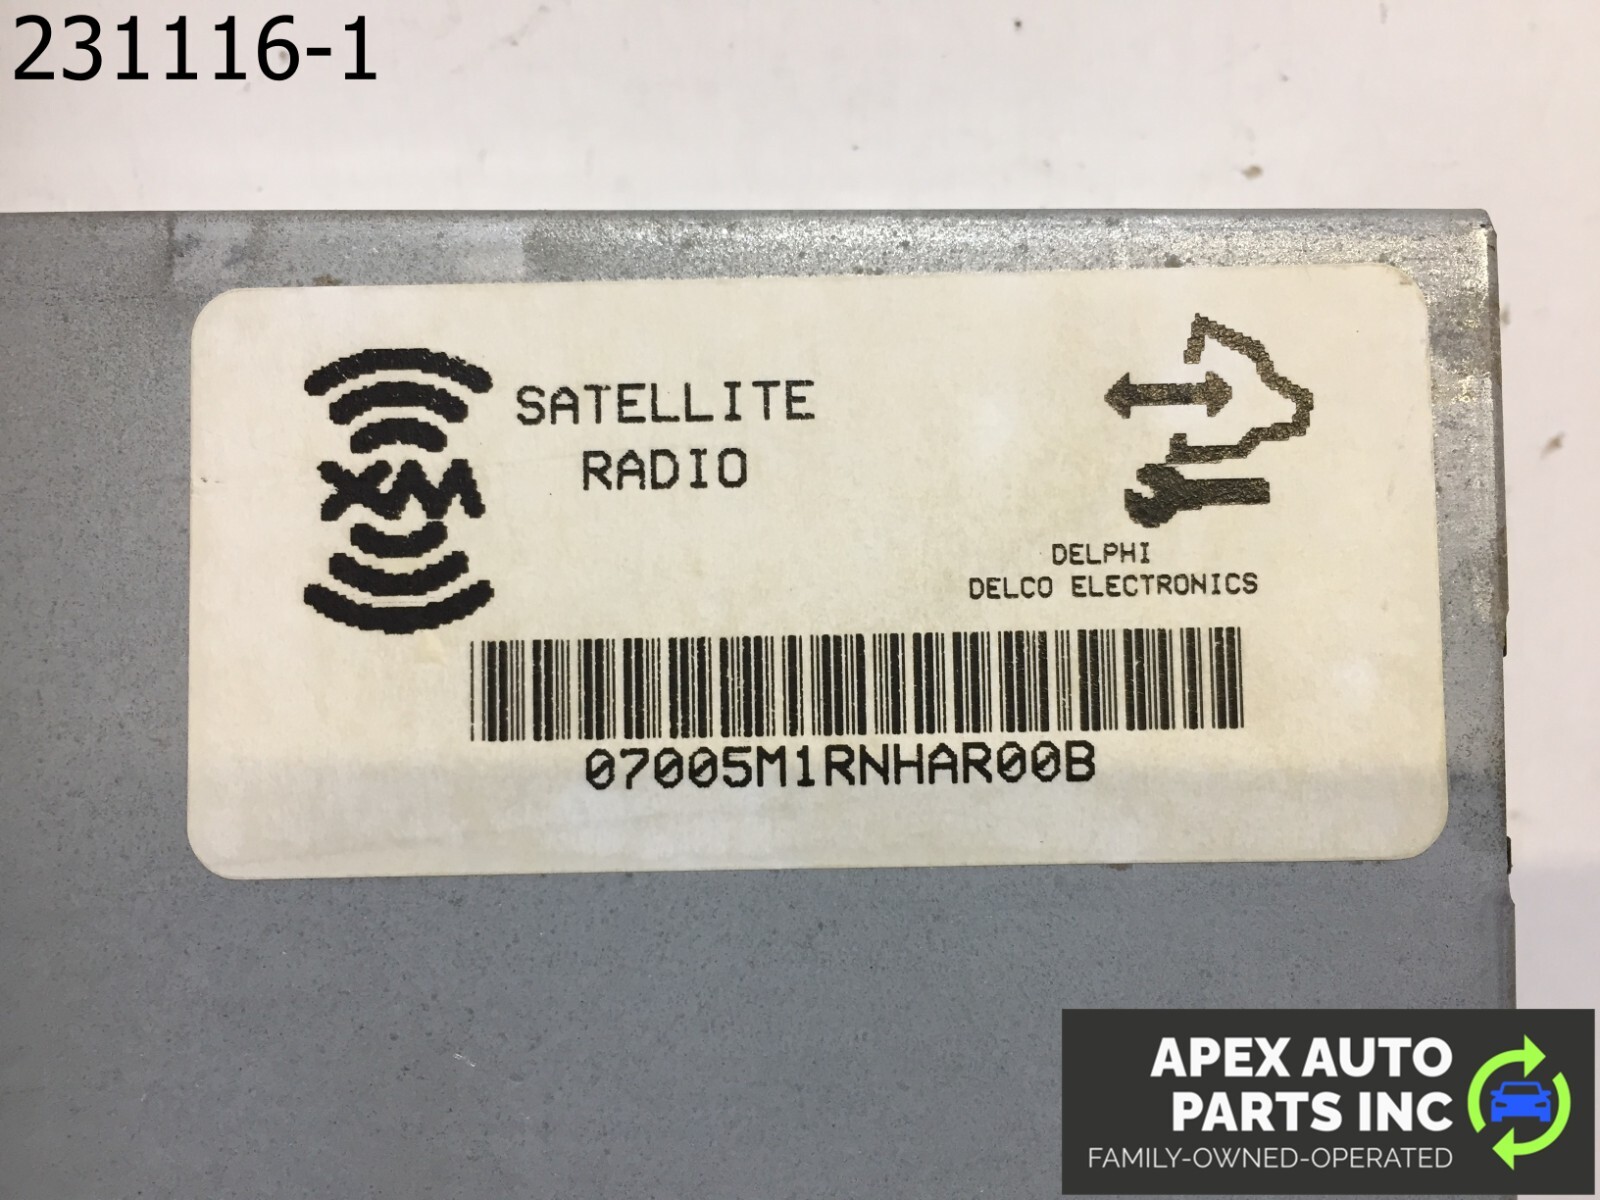 231116-1
XM
SATELLITE
RADIO
DELPHI
DELCO ELECTRONICS
07005M1RNHAR00B
APEX AUTO
PARTS INC
FAMILY-OWNED-OPERATED